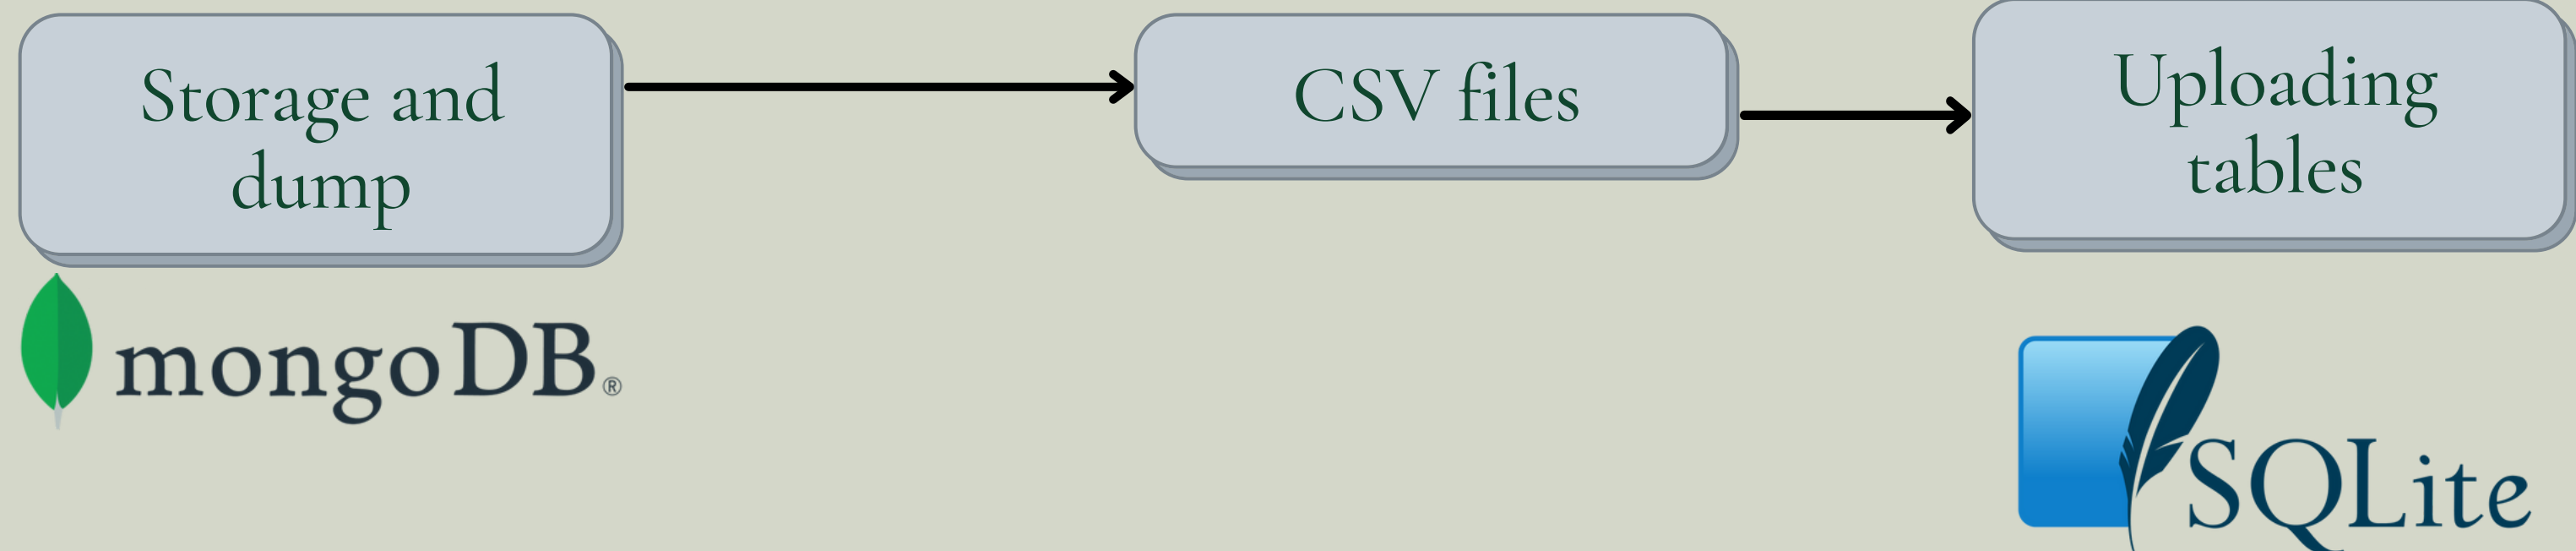 Storage and
dump
CSV files
Uploading
tables
mongoDB®
SQLite